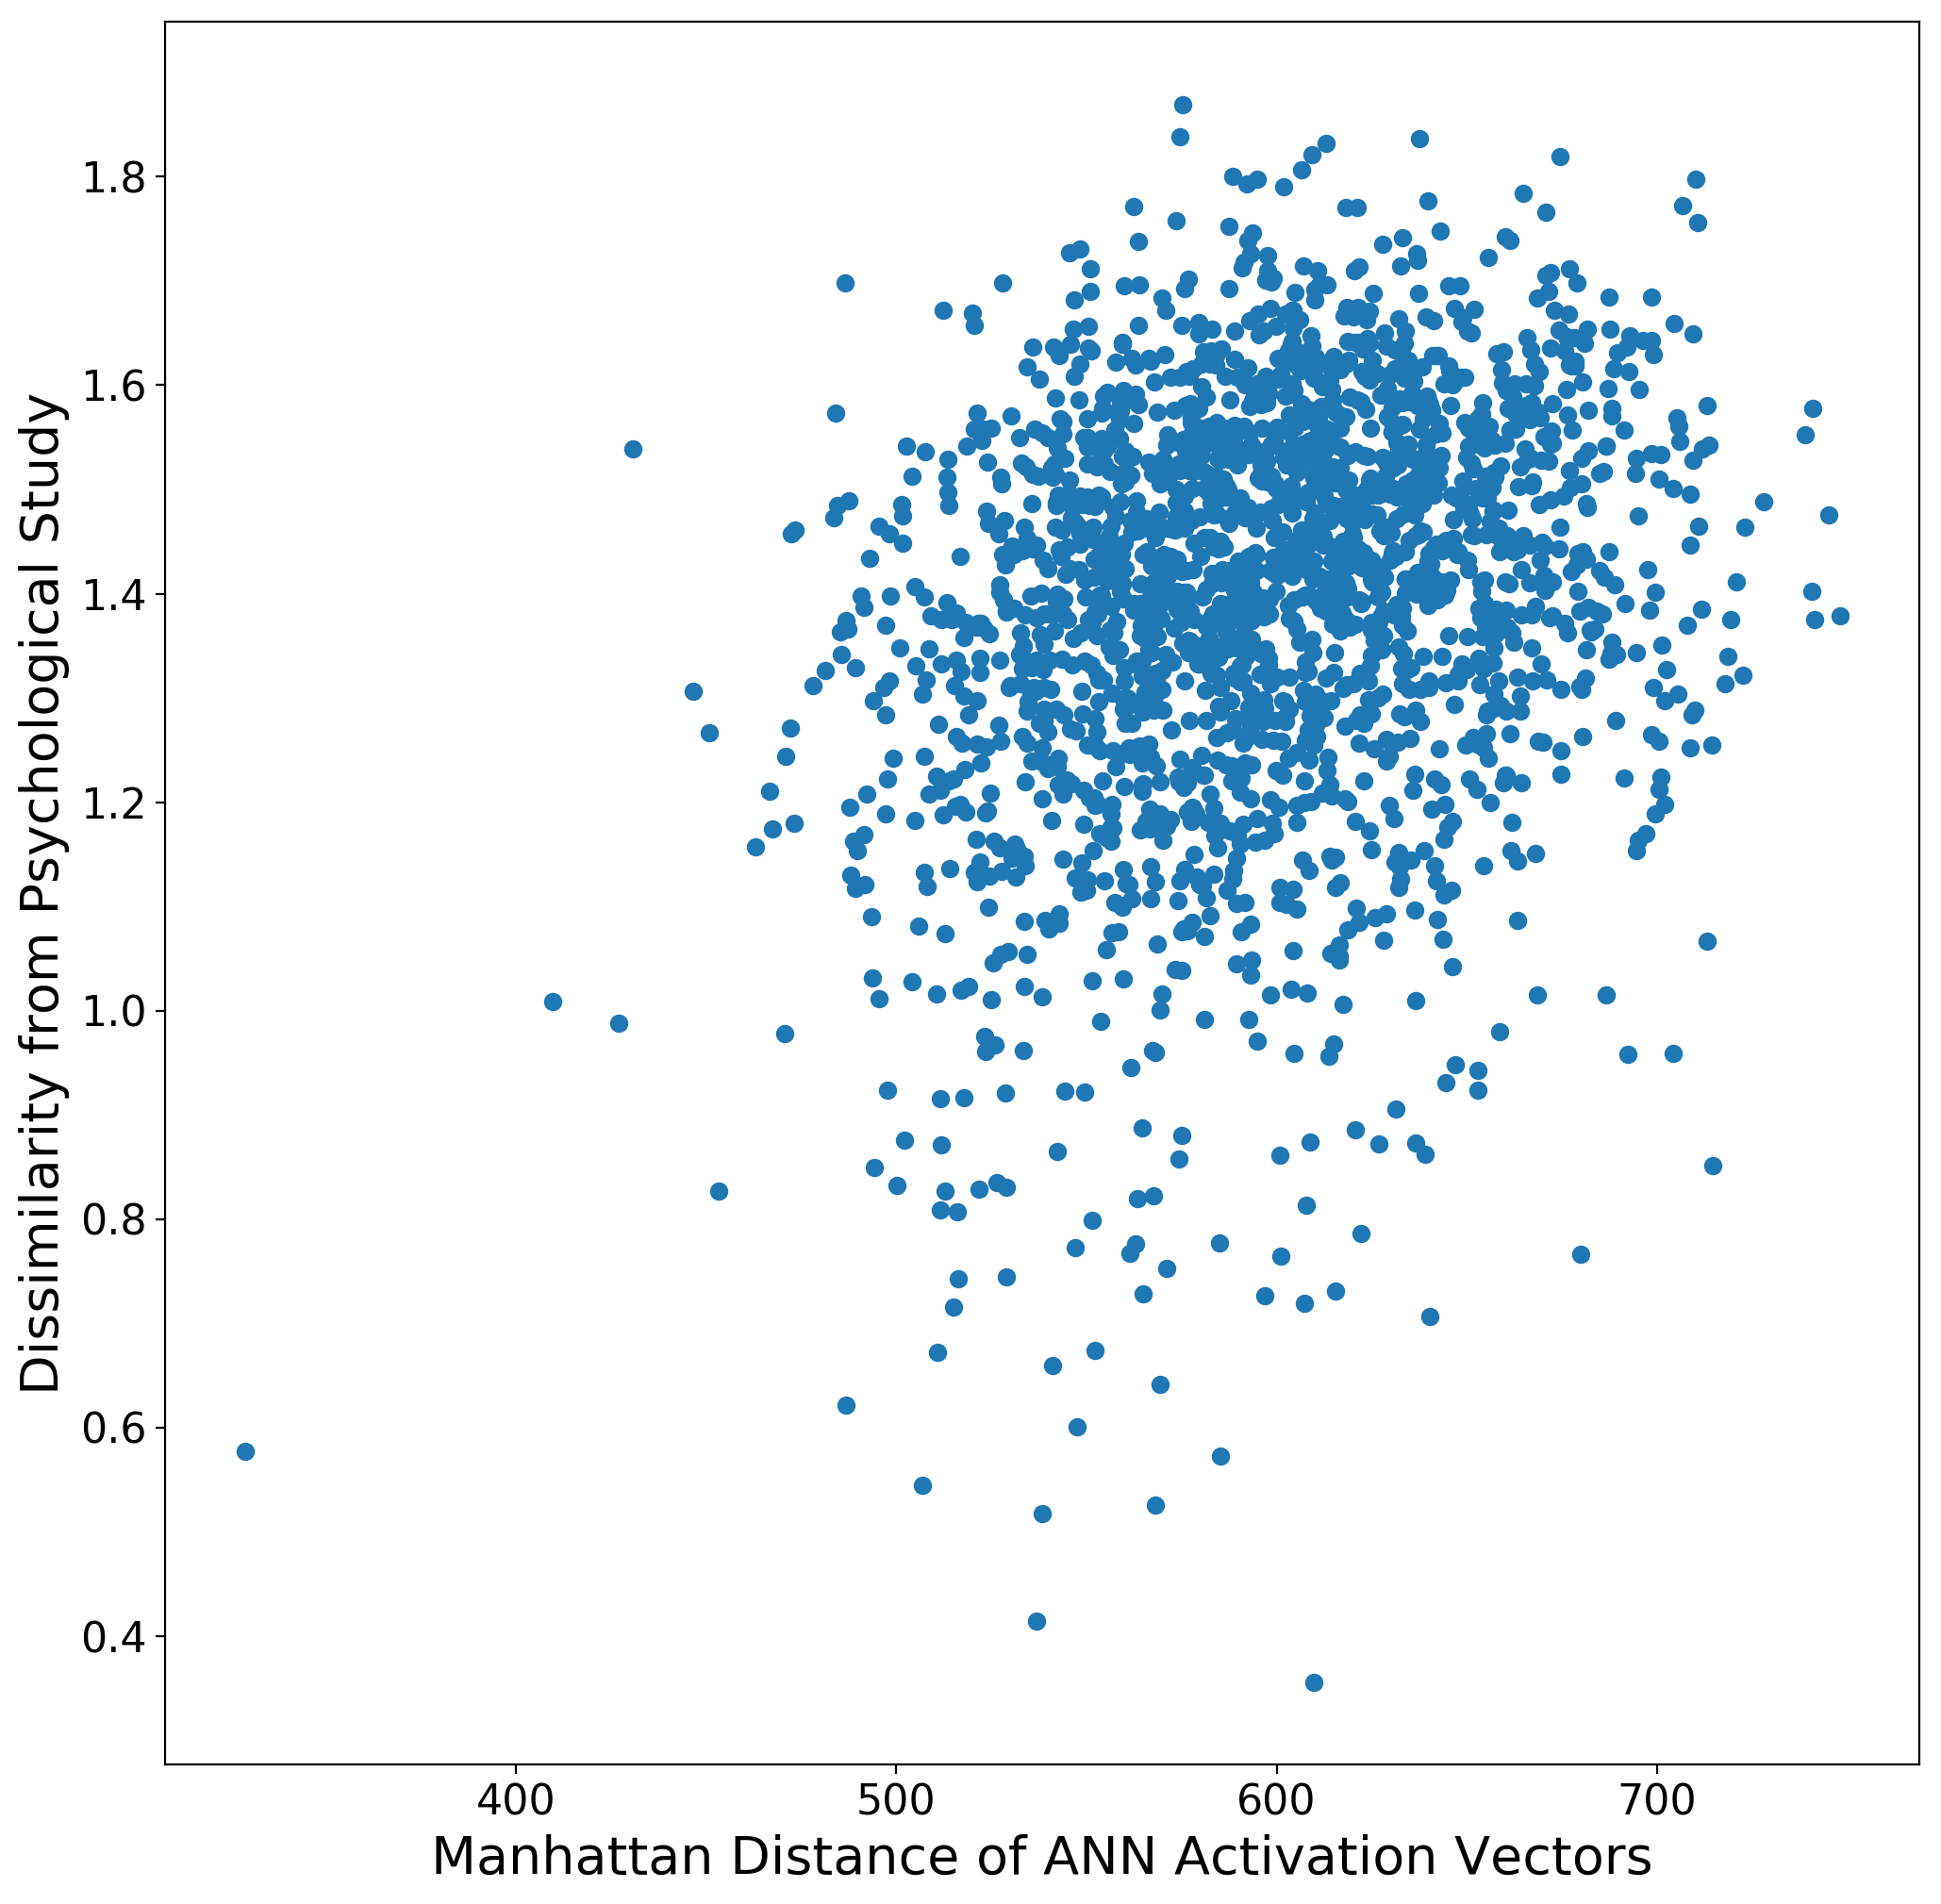 Dissimilarity from Psychological Study
1.8
1.6
1.4
1.2
1.0
0.8
0.6
0.4
400 500 600 700
Manhattan Distance of ANN Activation Vectors